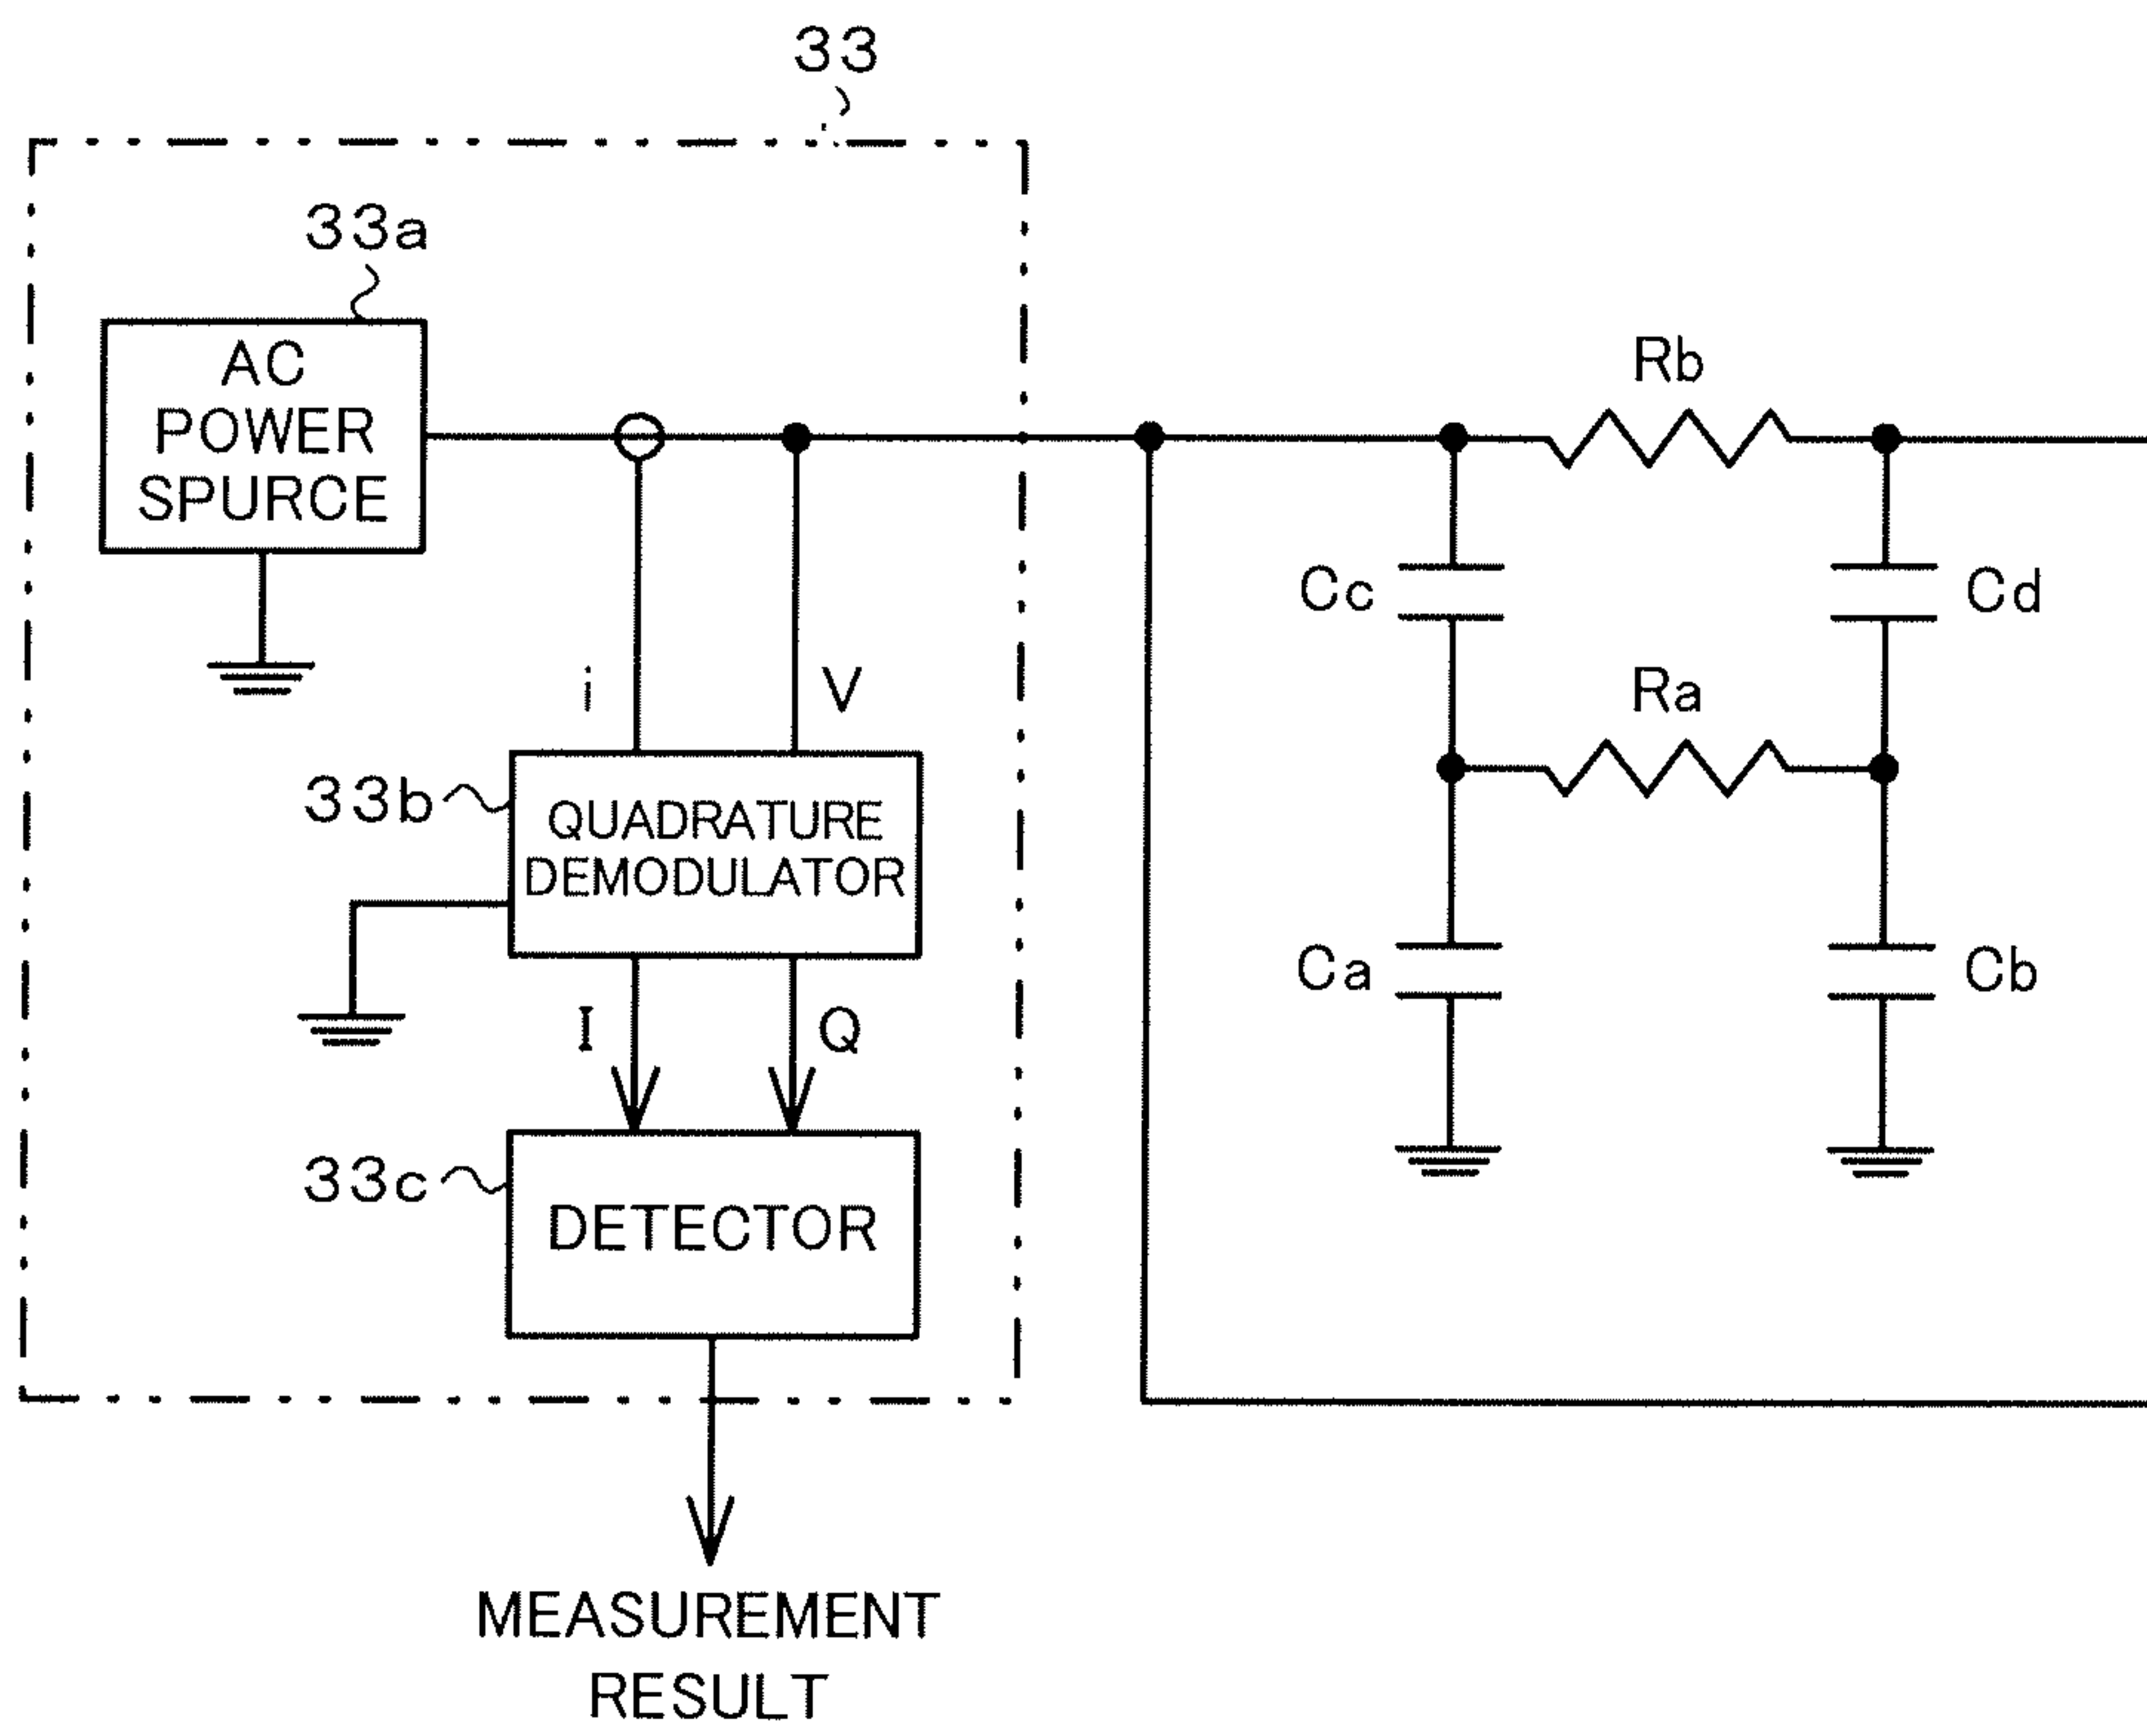 33
33a
AC
POWER
SPURCE
Rb
Cc
Cd
i
V
Ra
33b
QUADRATURE
DEMODULATOR
Ca
Cb
I
Q
33c
DETECTOR
MEASUREMENT
RESULT